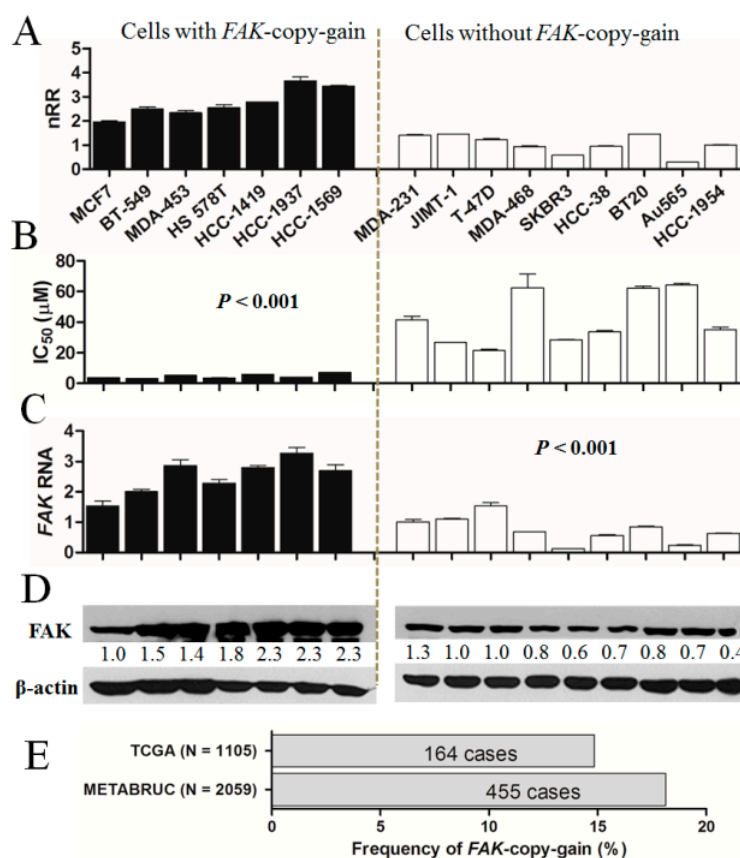 A
Cells with FAK-copy-gain
Cells without FAK-copy-gain
nRR
5
4
3
2
1
0
MCF7
BT-549
MDA-453
HS 578T
HCC-1419
HCC-1937
HCC-1569
MDA-231
JIMT-1
T-47D
MDA-468
SKBR3
HCC-38
BT20
Au565
HCC-1954
B
IC50 (μM)
80
60
40
20
0
P < 0.001
C
FAK RNA
4
3
2
1
0
P < 0.001
D
FAK
1.0 1.5 1.4 1.8 2.3 2.3 2.3
1.3 1.0 1.0 0.8 0.6 0.7 0.8 0.7 0.4
β-actin
E
TCGA (N = 1105)
164 cases
METABRUC (N = 2059)
455 cases
0 5 10 15 20
Frequency of FAK-copy-gain (%)